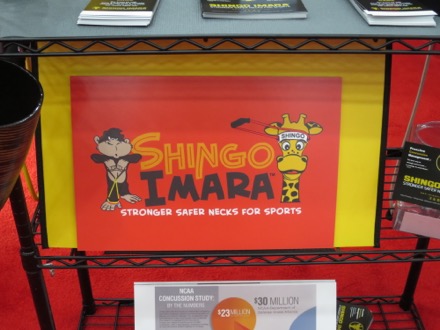 SHINGO IMARA
SHINGO
SHINGO
IMARA™
STRONGER SAFER NECKS FOR SPORTS
SHINGO
NCAA
CONCUSSION STUDY:
BY THE NUMBERS
$23 MILLION
$30 MILLION